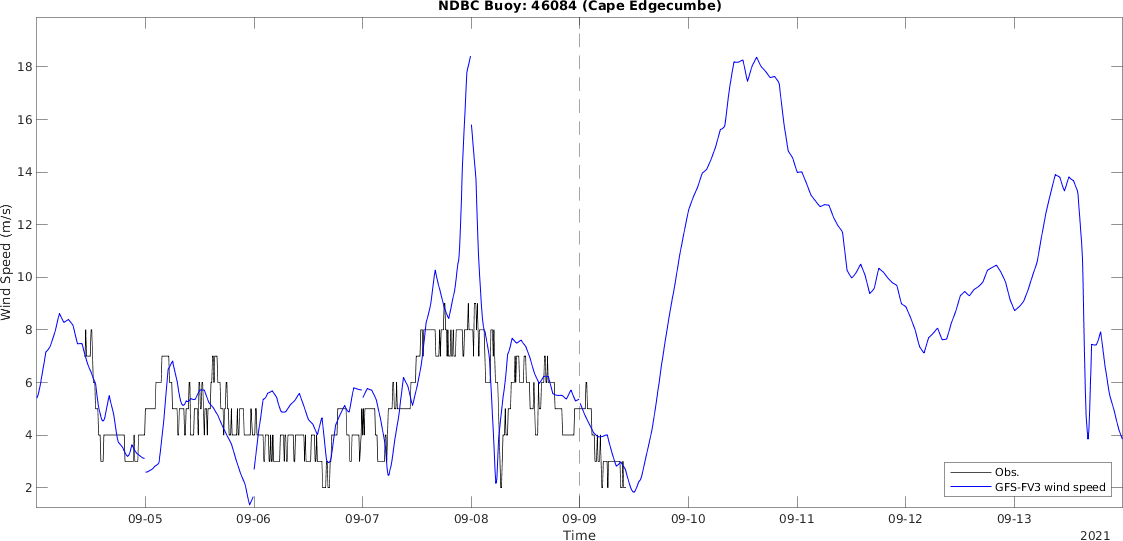 NDBC Buoy: 46084 (Cape Edgecumbe)
18
16
14
12
10
8
6
4
2
Wind Speed (m/s)
09-05 09-06 09-07 09-08 09-09 09-10 09-11 09-12 09-13
Time
2021
Obs.
GFS-FV3 wind speed